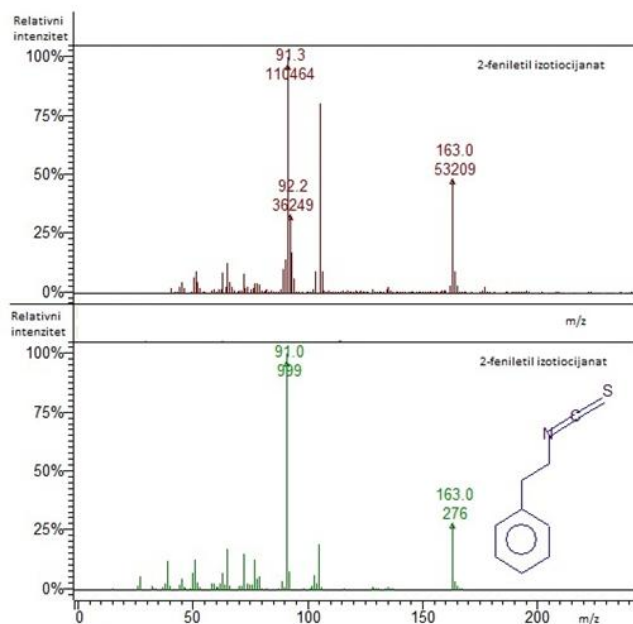 Relativni
intenzitet
100%
75%
50%
25%
0%
91.3
110464
92.2
36249
163.0
53209
2-feniletil izotiocijanat
m/z
Relativni
intenzitet
100%
75%
50%
25%
0%
91.0
999
163.0
276
2-feniletil izotiocijanat
N
C
S
0
50
100
150
200
m/z